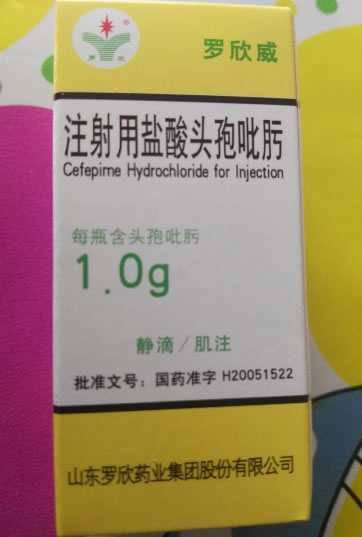 罗欣
罗欣威
注射用盐酸头孢吡肟
Cefepime Hydrochloride for Injection
每瓶含头孢吡肟
1.0g
静滴/肌注
批准文号：国药准字 H20051522
山东罗欣药业集团股份有限公司